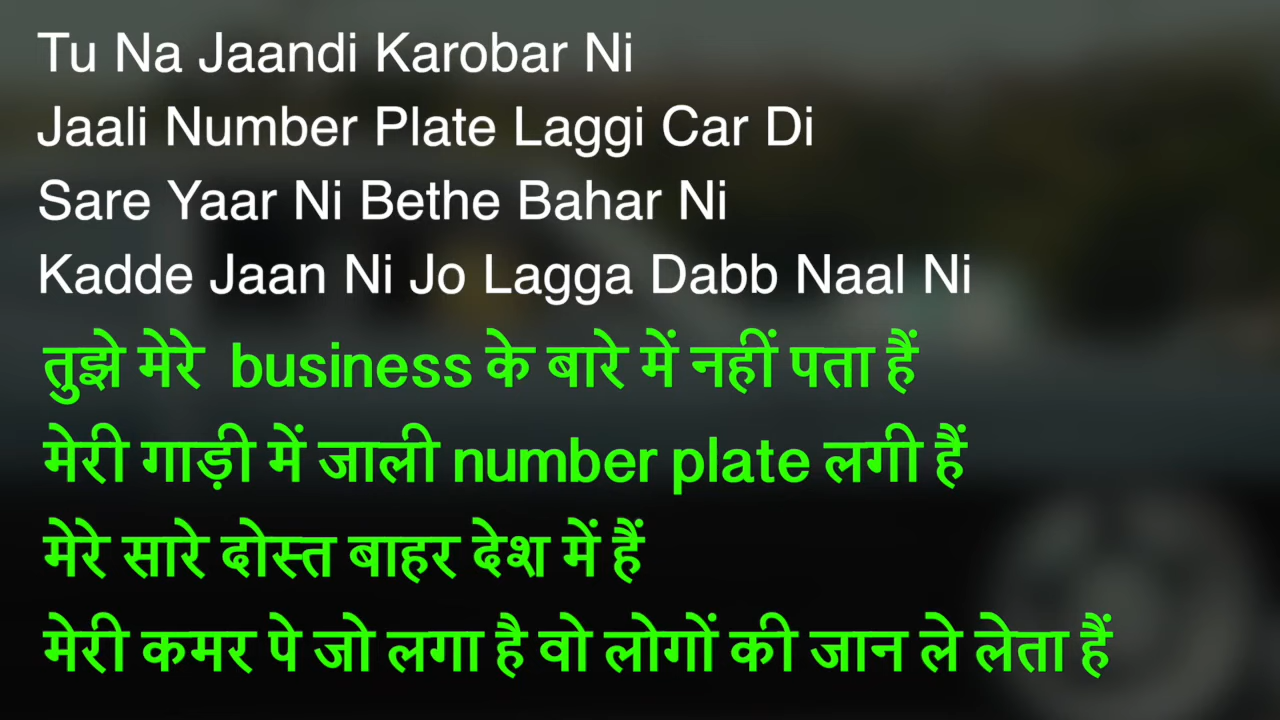 Tu Na Jaandi Karobar Ni
Jaali Number Plate Laggi Car Di
Sare Yaar Ni Bethe Bahar Ni
Kadde Jaan Ni Jo Lagga Dabb Naal Ni
तुझे मेरे business के बारे में नहीं पता हैं
मेरी गाड़ी में जाली number plate लगी हैं
मेरे सारे दोस्त बाहर देश में हैं
मेरी कमर पे जो लगा है वो लोगों की जान ले लेता हैं